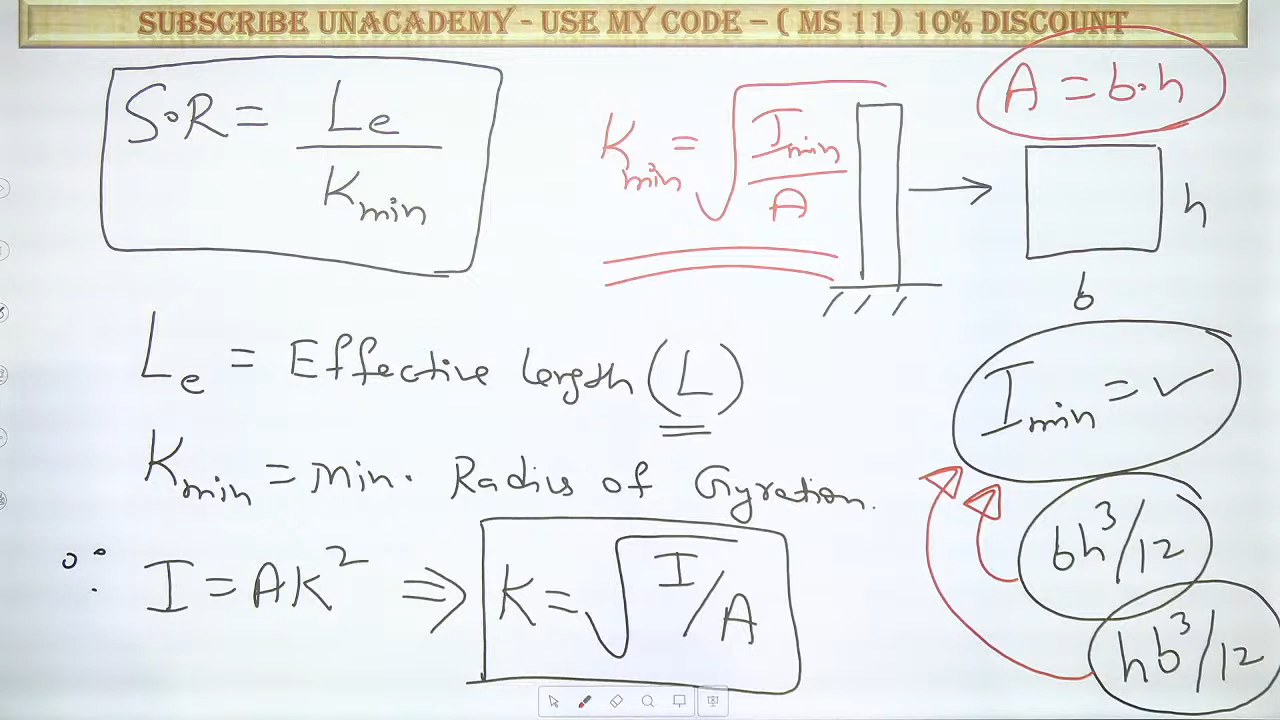 SUBSCRIBE UNACADEMY - USE MY CODE – ( MS 11) 10% DISCOUNT
S.R = Le / Kmin
Kmin = √(Imin / A)
A = b·h
h
b
Le = Effective length (L)
Imin = ✓
Kmin = Min. Radius of Gyration.
bh³/12
∵ I = AK² ⇒ K = √(I/A)
hb³/12